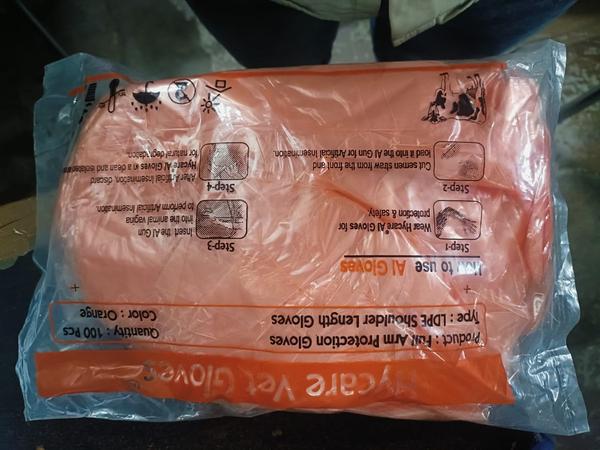 Hycare Vet Gloves®
Product : Full Arm Protection Gloves
Type : LDPE Shoulder Length Gloves
Quantity : 100 Pcs
Color : Orange
How to use AI Gloves
Step-1
Wear Hycare® AI Gloves for
protection & safety.
Step-2
Cut semen straw from the front and
load it into the AI Gun for Artificial Insemination.
Step-3
Insert the AI Gun
into the animal vagina
to perform Artificial Insemination.
Step-4
After Artificial Insemination, discard
Hycare AI Gloves in a clean and
for natural degradation.